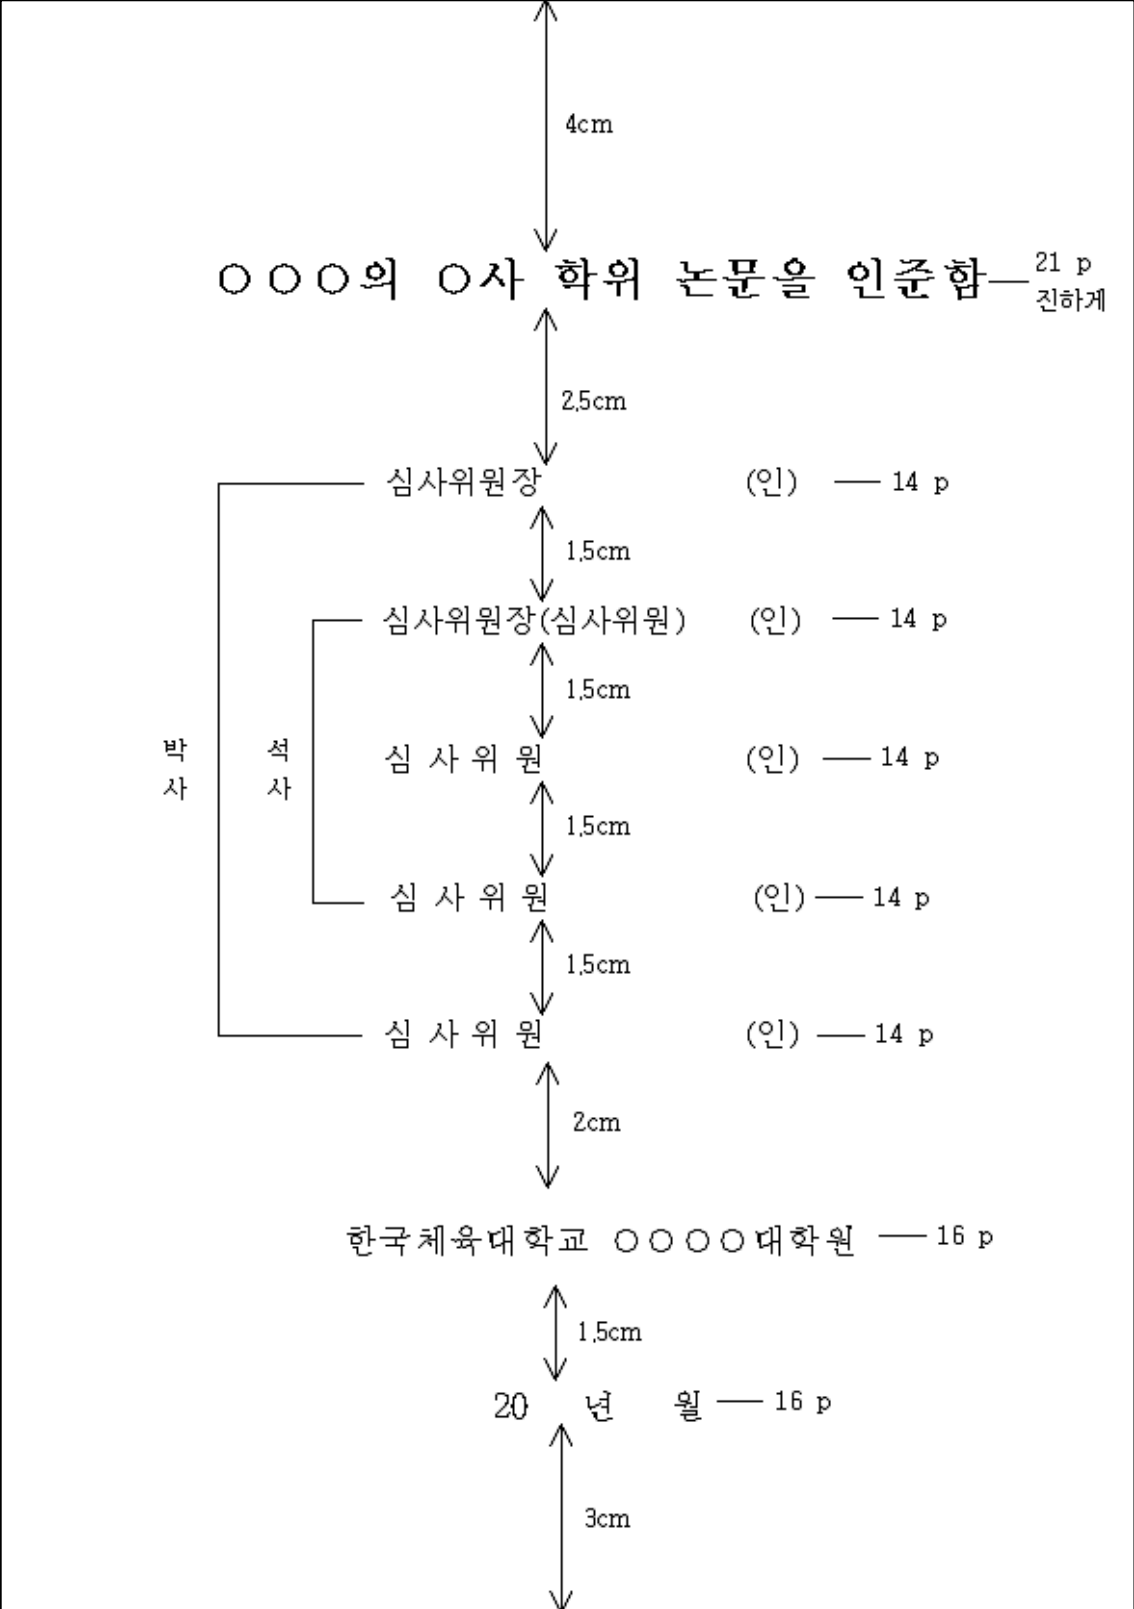 4cm
○○○의 ○사 학위 논문을 인준함 21 p
진하게
2.5cm
심사위원장 (인) 14 p
1.5cm
심사위원장(심사위원) (인) 14 p
1.5cm
박사
석사
심 사 위 원 (인) 14 p
1.5cm
심 사 위 원 (인) 14 p
1.5cm
심 사 위 원 (인) 14 p
2cm
한국체육대학교 ○○○○대학원 16 p
1.5cm
20 년 월 16 p
3cm